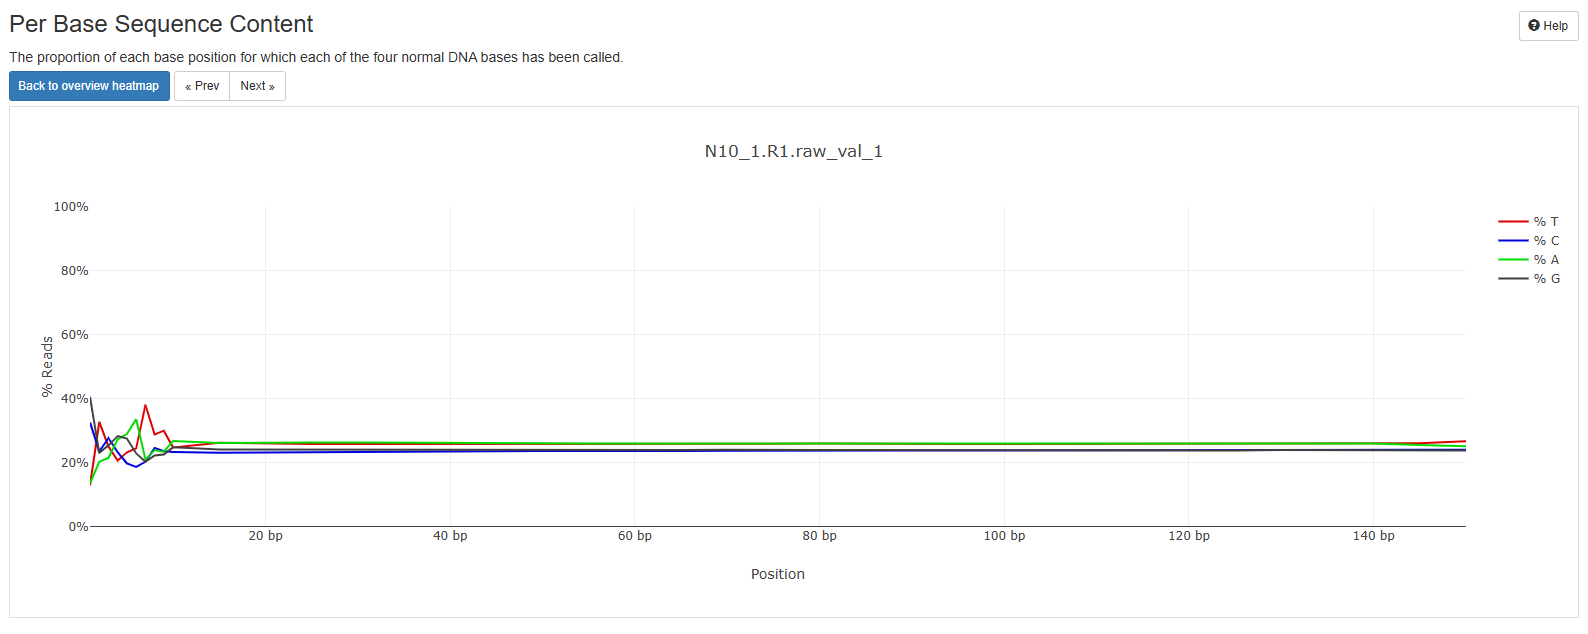 Per Base Sequence Content
Help
The proportion of each base position for which each of the four normal DNA bases has been called.
Back to overview heatmap
« Prev
Next »
N10_1.R1.raw_val_1
100%
80%
60%
40%
20%
0%
% Reads
20 bp
40 bp
60 bp
80 bp
100 bp
120 bp
140 bp
Position
% T
% C
% A
% G